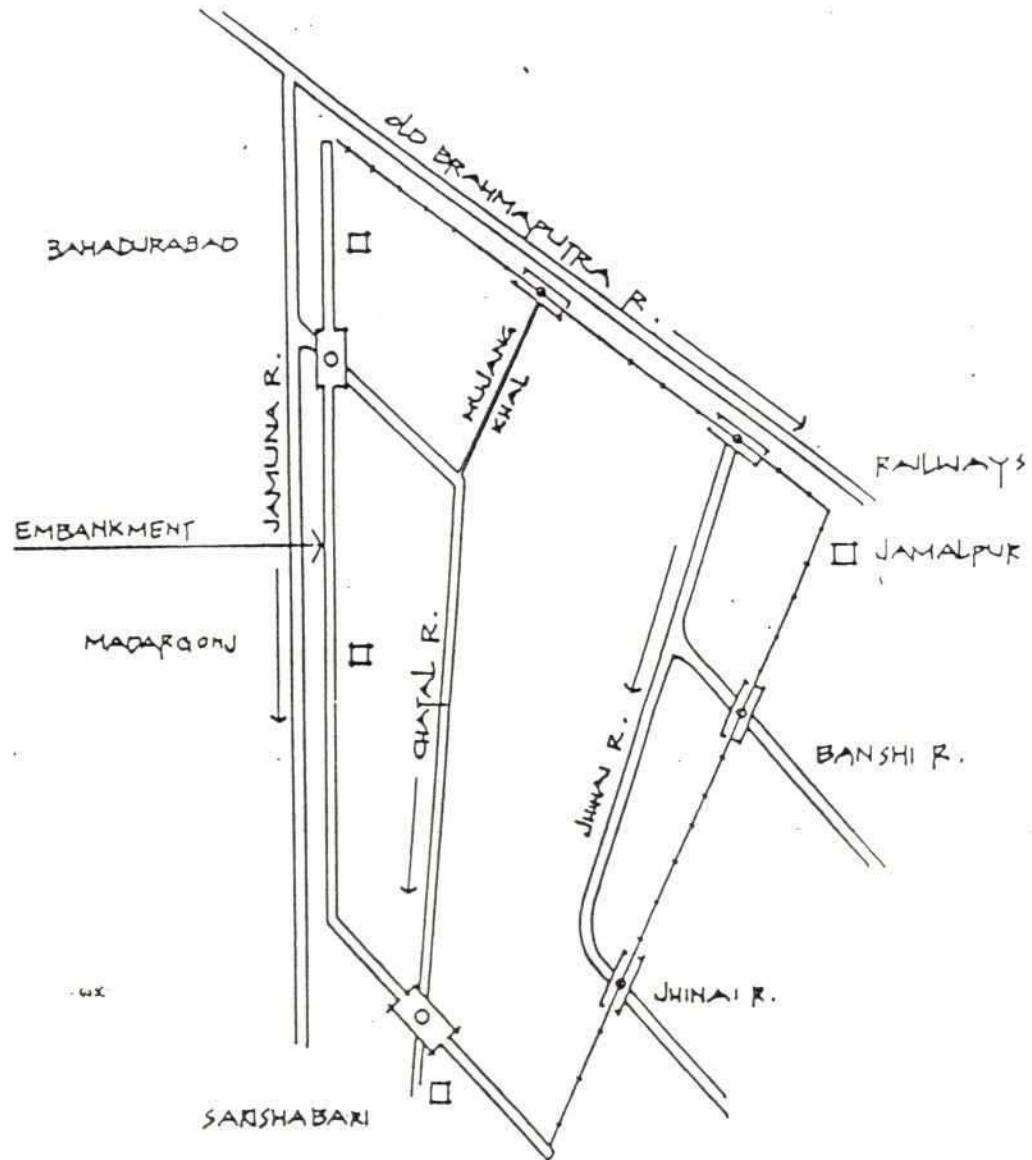 OLD BRAHMAPUTRA R.
BAHADURABAD
MUJANG
KHAL
JAMUNA R.
RAILWAYS
EMBANKMENT
JAMALPUR
MADARGONJ
CHATAL R.
JHINAI R.
BANSHI R.
JHINAI R.
SARISHABARI